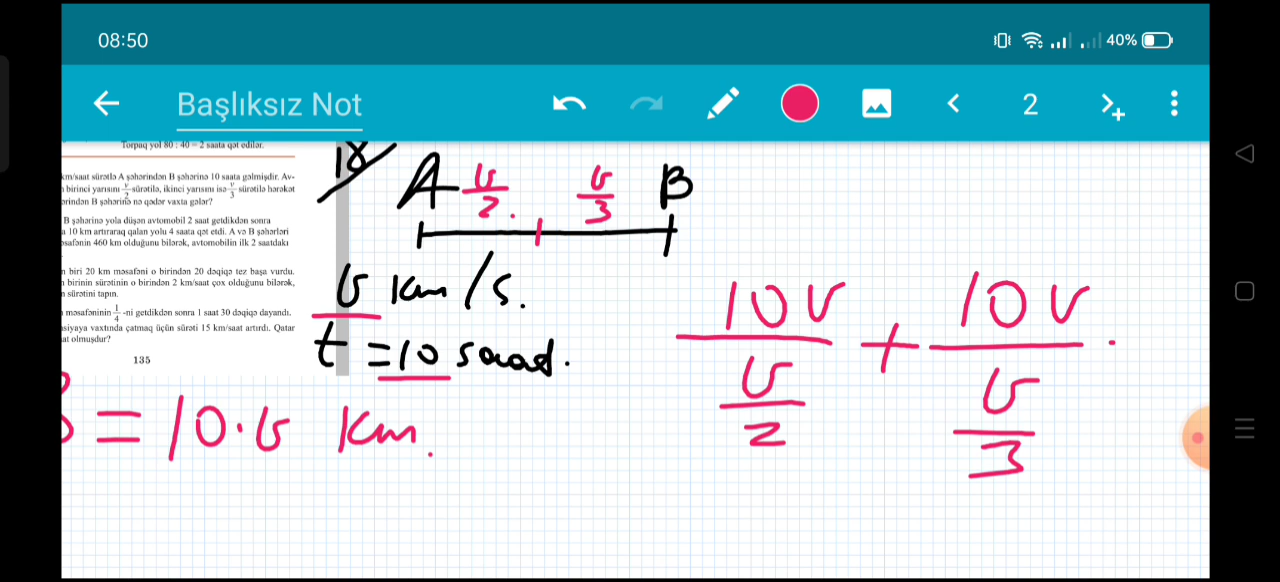 08:50
40%
Başlıksız Not
2
Torpaq yol 80 : 40 = 2 saata qət edilər.
km/saat sürətlə A şəhərindən B şəhərinə 10 saata gəlmişdir. Av-
birinci yarısını v/2 sürətilə, ikinci yarısını isə v/3 sürətilə hərəkət
ərindən B şəhərinə nə qədər vaxta gələr?
B şəhərinə yola düşən avtomobil 2 saat getdikdən sonra
10 km artıraraq qalan yolu 4 saata qət etdi. A və B şəhərləri
əsafənin 460 km olduğunu bilərək, avtomobilin ilk 2 saatdakı
n biri 20 km məsafəni o birindən 20 dəqiqə tez başa vurdu.
birinin sürətinin o birindən 2 km/saat çox olduğunu bilərək,
n sürətini tapın.
məsafəninin 1/4 -ni getdikdən sonra 1 saat 30 dəqiqə dayandı.
siyaya vaxtında çatmaq üçün sürəti 15 km/saat artırdı. Qatar
at olmuşdur?
135
18
A v/2. v/3 B
v km/s.
t = 10 saad.
= 10·v km.
10v/(v/2) + 10v/(v/3).